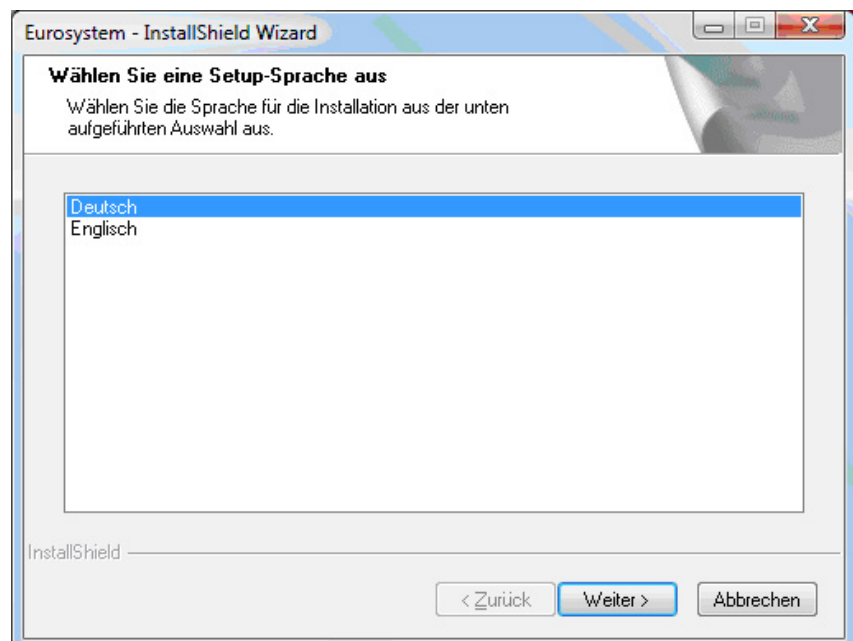 Eurosystem - InstallShield Wizard
Wählen Sie eine Setup-Sprache aus
Wählen Sie die Sprache für die Installation aus der unten
aufgeführten Auswahl aus.
Deutsch
Englisch
InstallShield
< Zurück
Weiter >
Abbrechen